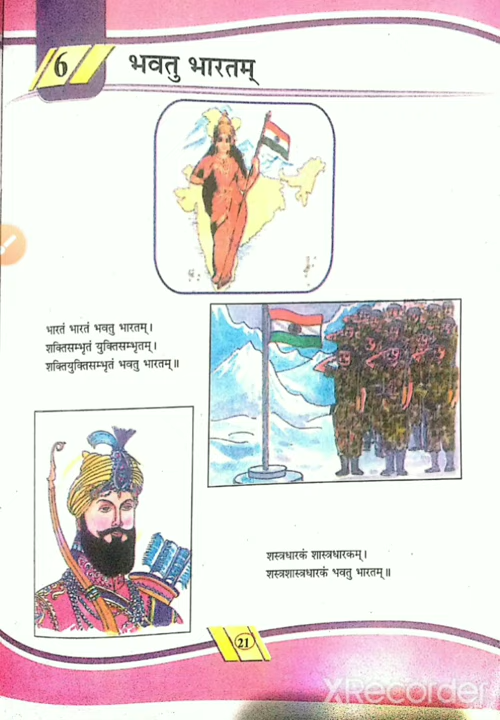 6
भवतु भारतम्
भारतं भारतं भवतु भारतम्।
शक्तिसम्भृतं युक्तिसम्भृतम्।
शक्तियुक्तिसम्भृतं भवतु भारतम्॥
शस्त्रधारकं शास्त्रधारकम्।
शस्त्रशास्त्रधारकं भवतु भारतम्॥
21
XRecorder